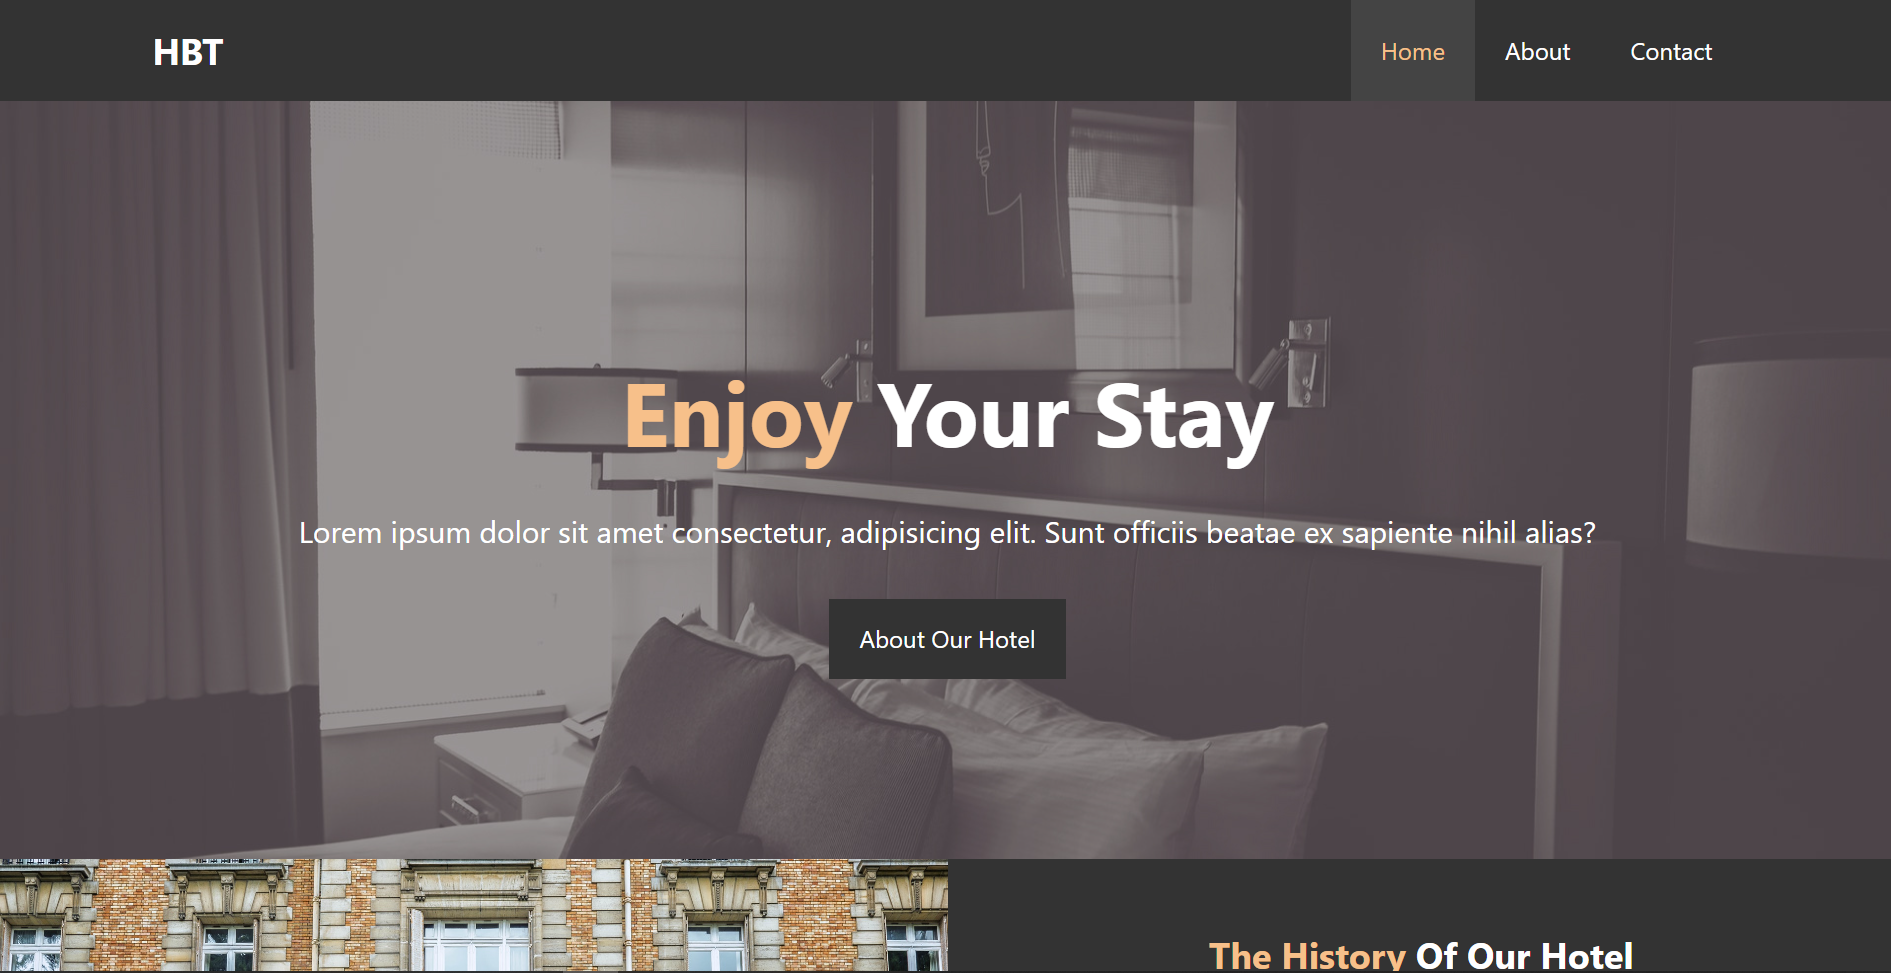 HBT
Home About Contact
Enjoy Your Stay
Lorem ipsum dolor sit amet consectetur, adipisicing elit. Sunt officiis beatae ex sapiente nihil alias?
About Our Hotel
The History Of Our Hotel